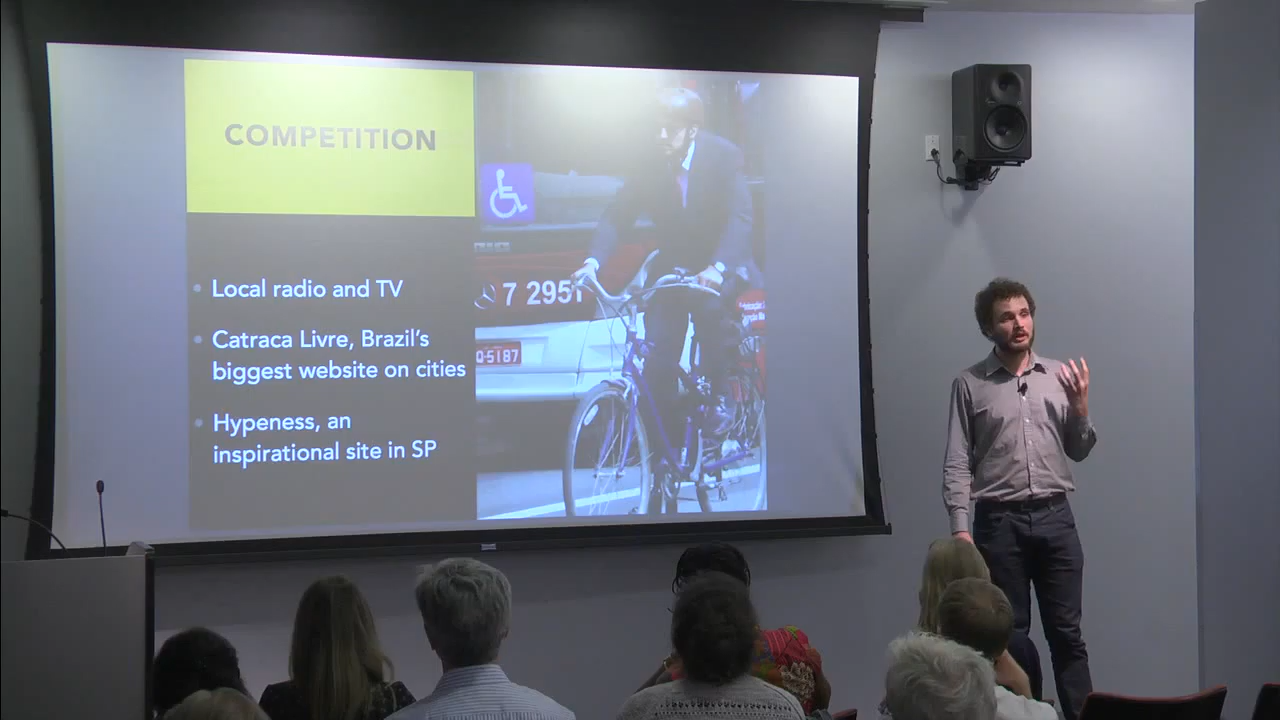 COMPETITION
• Local radio and TV
• Catraca Livre, Brazil's
biggest website on cities
• Hypeness, an
inspirational site in SP
7 2951
Q-5187